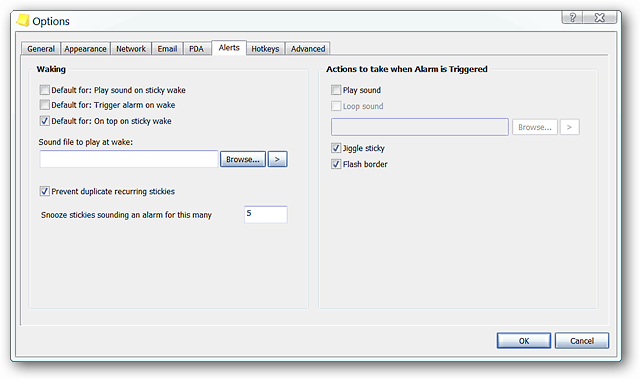 Options
General Appearance Network Email PDA Alerts Hotkeys Advanced
Waking
Default for: Play sound on sticky wake
Default for: Trigger alarm on wake
Default for: On top on sticky wake
Sound file to play at wake:
Browse... >
Prevent duplicate recurring stickies
Snooze stickies sounding an alarm for this many 5
Actions to take when Alarm is Triggered
Play sound
Loop sound
Browse... >
Jiggle sticky
Flash border
OK Cancel